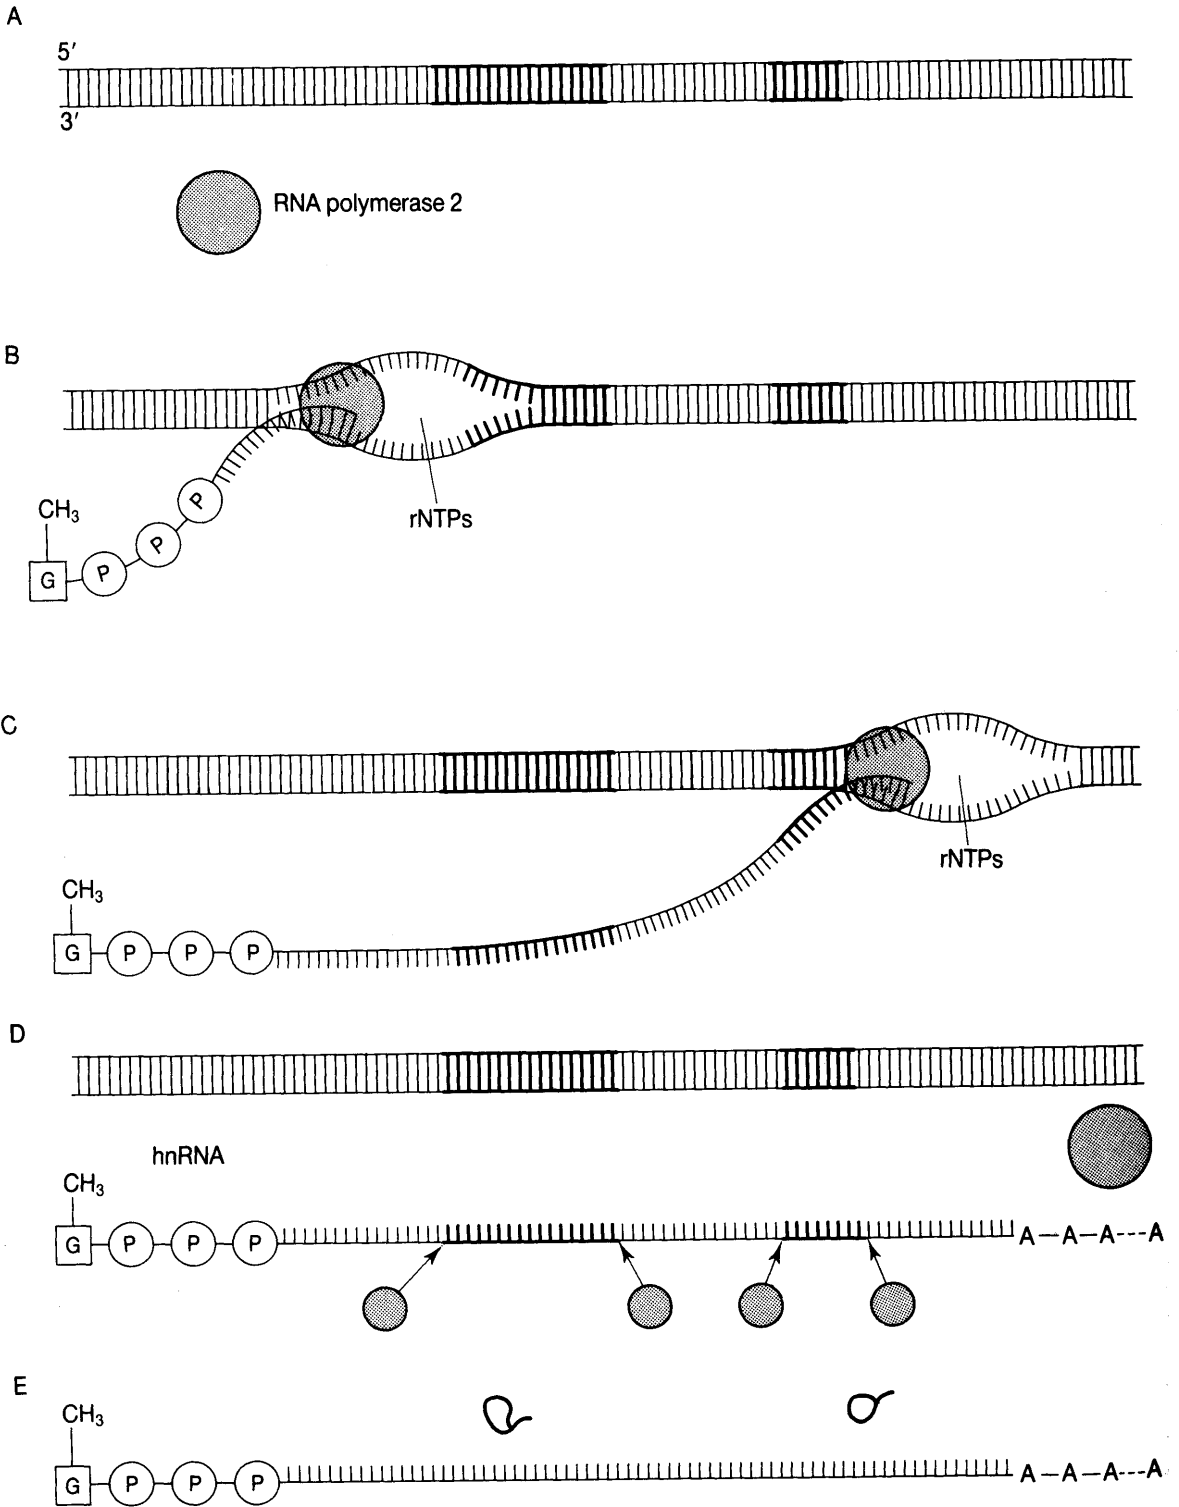 A
5′
3′
RNA polymerase 2
B
rNTPs
CH₃
G P P P
C
rNTPs
CH₃
G P P P
D
hnRNA
CH₃
G P P P A—A—A---A
E
CH₃
G P P P A—A—A---A